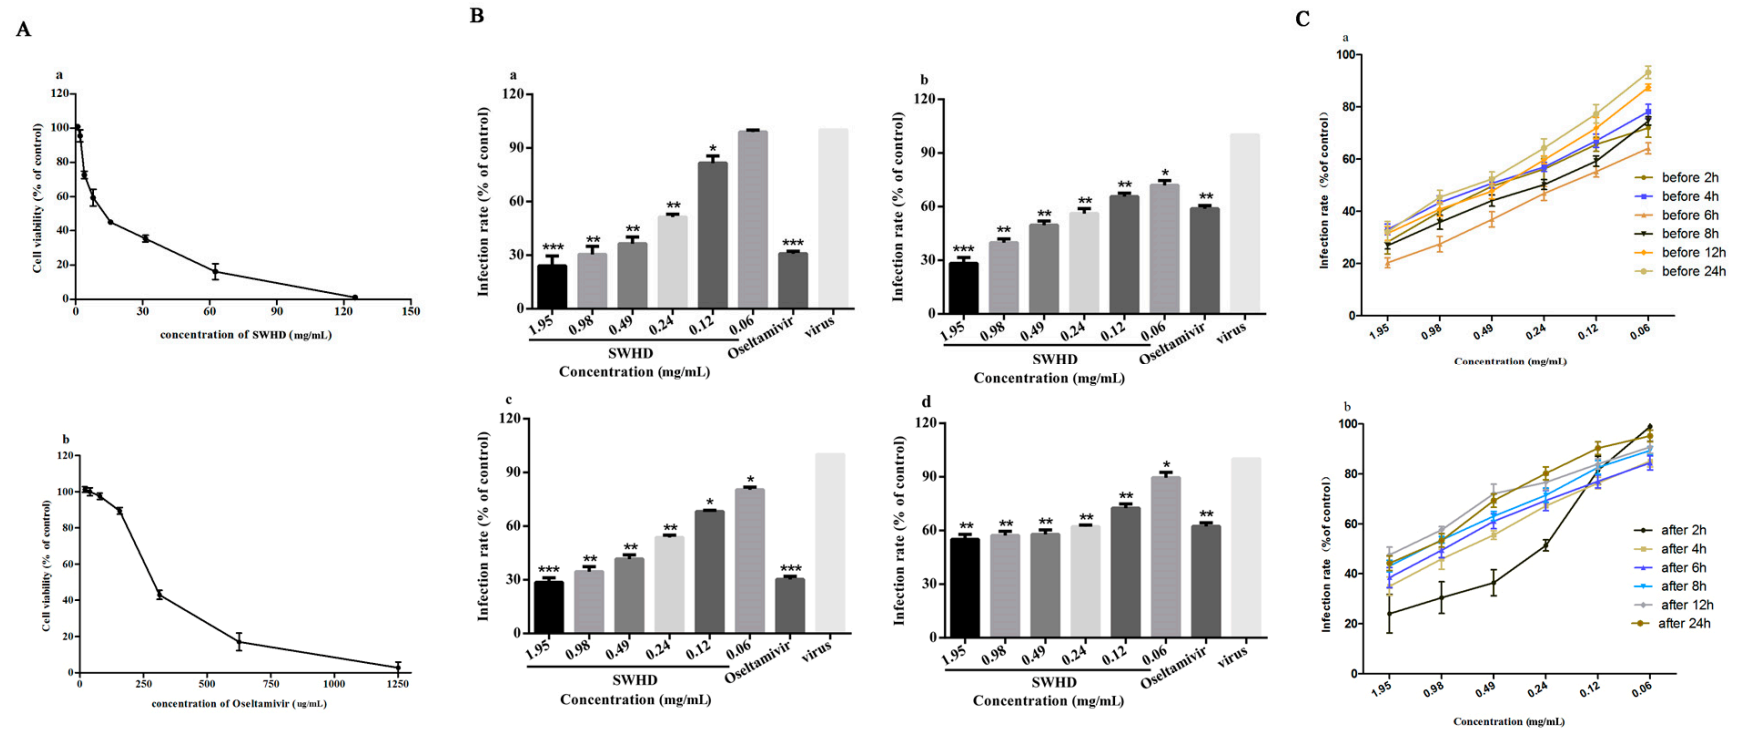 A
a
Cell viability (% of control)
120
100
80
60
40
20
0
0 30 60 90 120 150
concentration of SWHD (mg/mL)
b
Cell viability (% of control)
120
100
80
60
40
20
0
0 250 500 750 1000 1250
concentration of Oseltamivir (ug/mL)
B
a
Infection rate (% of control)
120
90
60
30
0
*** ** ** ** * ***
1.95 0.98 0.49 0.24 0.12 0.06 Oseltamivir virus
SWHD
Concentration (mg/mL)
b
Infection rate (% of control)
120
90
60
30
0
*** ** ** ** ** * **
1.95 0.98 0.49 0.24 0.12 0.06 Oseltamivir virus
SWHD
Concentration (mg/mL)
c
Infection rate (% of control)
120
90
60
30
0
*** ** ** ** * * ***
1.95 0.98 0.49 0.24 0.12 0.06 Oseltamivir virus
SWHD
Concentration (mg/mL)
d
Infection rate (% of control)
120
90
60
30
0
** ** ** ** ** * **
1.95 0.98 0.49 0.24 0.12 0.06 Oseltamivir virus
SWHD
Concentration (mg/mL)
C
a
Infection rate (%of control)
100
80
60
40
20
0
1.95 0.98 0.49 0.24 0.12 0.06
Concentration (mg/mL)
before 2h
before 4h
before 6h
before 8h
before 12h
before 24h
b
Infection rate (%of control)
100
80
60
40
20
0
1.95 0.98 0.49 0.24 0.12 0.06
Concentration (mg/mL)
after 2h
after 4h
after 6h
after 8h
after 12h
after 24h